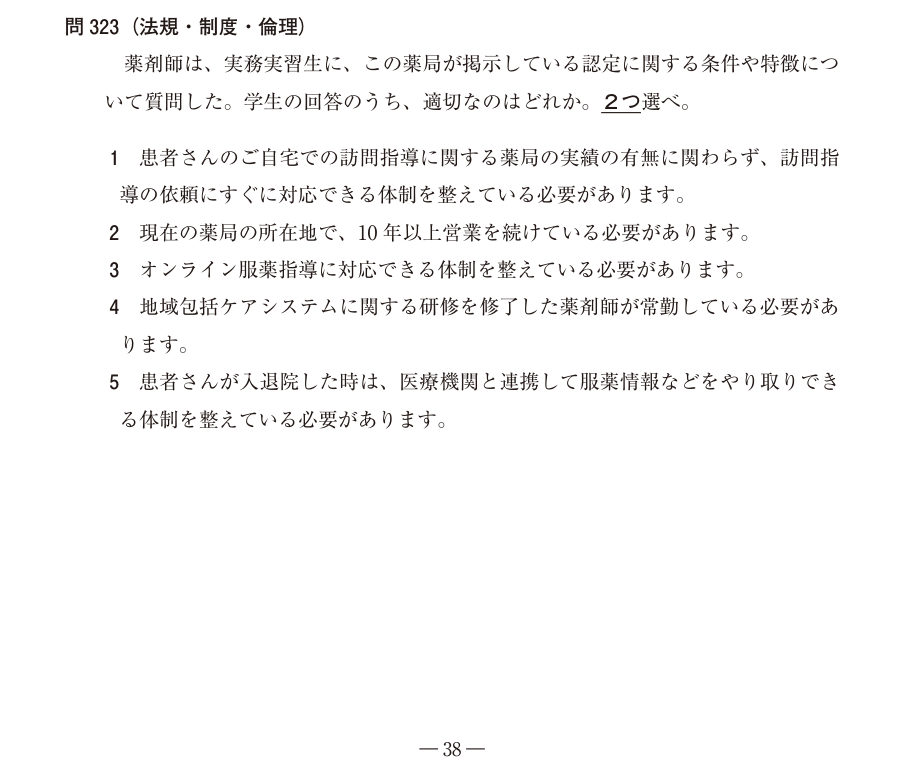 問 323（法規・制度・倫理）
薬剤師は、実務実習生に、この薬局が掲示している認定に関する条件や特徴につ
いて質問した。学生の回答のうち、適切なのはどれか。２つ選べ。
1　患者さんのご自宅での訪問指導に関する薬局の実績の有無に関わらず、訪問指
導の依頼にすぐに対応できる体制を整えている必要があります。
2　現在の薬局の所在地で、10 年以上営業を続けている必要があります。
3　オンライン服薬指導に対応できる体制を整えている必要があります。
4　地域包括ケアシステムに関する研修を修了した薬剤師が常勤している必要があ
ります。
5　患者さんが入退院した時は、医療機関と連携して服薬情報などをやり取りでき
る体制を整えている必要があります。
― 38 ―